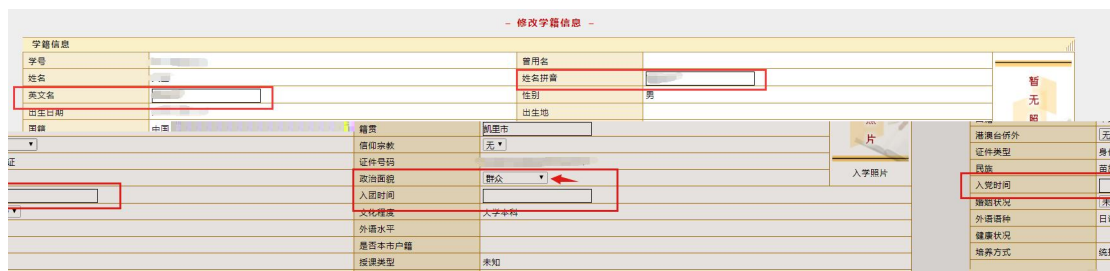 – 修改学籍信息 –
学籍信息
学号 曾用名
姓名 姓名拼音
英文名 性别 男
出生日期 出生地
国籍 中国
暂无照
籍贯 凯里市
信仰宗教 无
证件号码
政治面貌 群众
入团时间
文化程度 大学本科
外语水平
是否本市户籍
授课类型 未知
片
入学照片
港澳台侨外 无
证件类型
民族 苗
入党时间
婚姻状况 未
外语语种 日
健康状况
培养方式 统